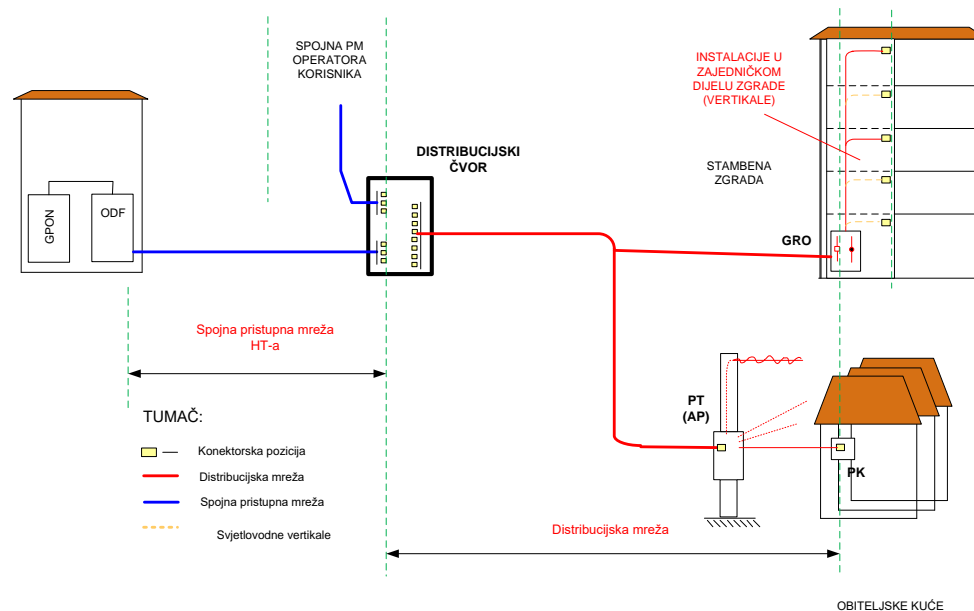 SPOJNA PM
OPERATORA
KORISNIKA
INSTALACIJE U
ZAJEDNIČKOM
DIJELU ZGRADE
(VERTIKALE)
DISTRIBUCIJSKI
ČVOR
STAMBENA
ZGRADA
GPON
ODF
GRO
Spojna pristupna mreža
HT-a
PT
(AP)
PK
TUMAČ:
Konektorska pozicija
Distribucijska mreža
Spojna pristupna mreža
Svjetlovodne vertikale
Distribucijska mreža
OBITELJSKE KUĆE